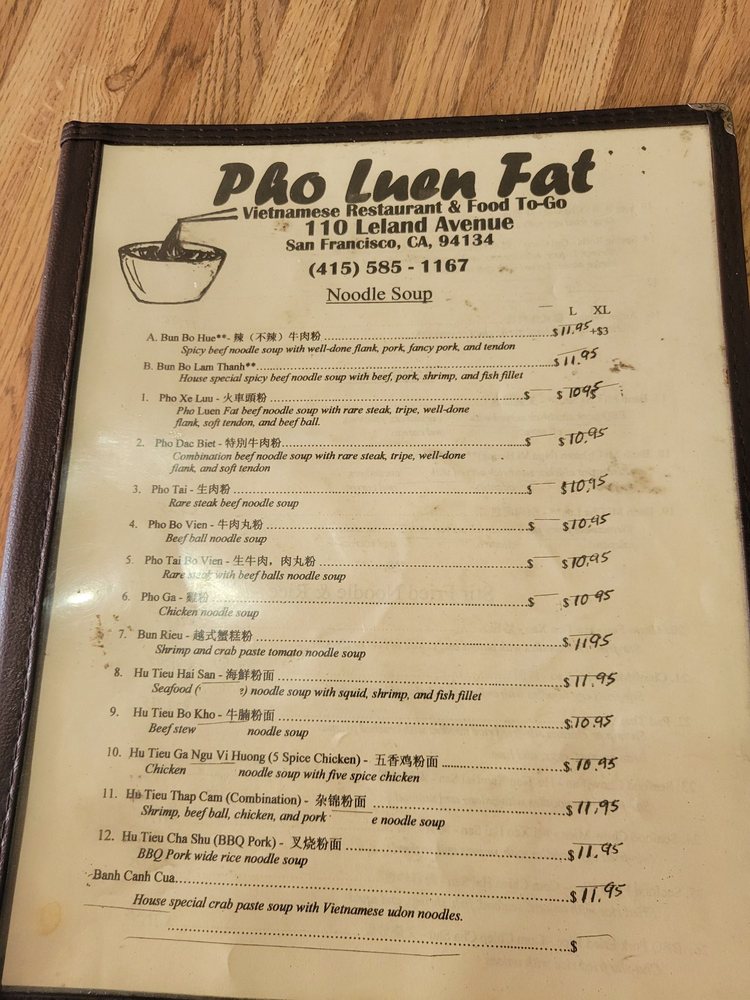 Pho Luen Fat
Vietnamese Restaurant & Food To-Go
110 Leland Avenue
San Francisco, CA, 94134
(415) 585 - 1167
Noodle Soup
L XL
A. Bun Bo Hue**- 辣（不辣）牛肉粉 $11.95+$3
Spicy beef noodle soup with well-done flank, pork, fancy pork, and tendon
B. Bun Bo Lam Thanh** $11.95
House special spicy beef noodle soup with beef, pork, shrimp, and fish fillet
1. Pho Xe Luu - 火車頭粉 $ $10.95
Pho Luen Fat beef noodle soup with rare steak, tripe, well-done
flank, soft tendon, and beef ball.
2. Pho Dac Biet - 特別牛肉粉 $ $10.95
Combination beef noodle soup with rare steak, tripe, well-done
flank, and soft tendon
3. Pho Tai - 生肉粉 $ $10.95
Rare steak beef noodle soup
4. Pho Bo Vien - 牛肉丸粉 $ $10.95
Beef ball noodle soup
5. Pho Tai Bo Vien - 生牛肉，肉丸粉 $ $10.95
Rare steak with beef balls noodle soup
6. Pho Ga - 雞粉 $ $10.95
Chicken noodle soup
7. Bun Rieu - 越式蟹糕粉 $11.95
Shrimp and crab paste tomato noodle soup
8. Hu Tieu Hai San - 海鮮粉面 $11.95
Seafood ( ) noodle soup with squid, shrimp, and fish fillet
9. Hu Tieu Bo Kho - 牛腩粉面 $10.95
Beef stew noodle soup
10. Hu Tieu Ga Ngu Vi Huong (5 Spice Chicken) - 五香鸡粉面 $10.95
Chicken noodle soup with five spice chicken
11. Hu Tieu Thap Cam (Combination) - 杂锦粉面 $11.95
Shrimp, beef ball, chicken, and pork e noodle soup
12. Hu Tieu Cha Shu (BBQ Pork) - 叉烧粉面 $11.95
BBQ Pork wide rice noodle soup
Banh Canh Cua $11.95
House special crab paste soup with Vietnamese udon noodles.
$